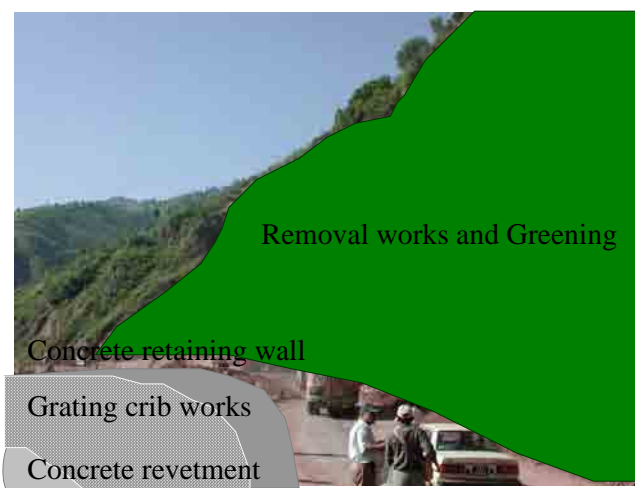 Removal works and Greening
Concrete retaining wall
Grating crib works
Concrete revetment